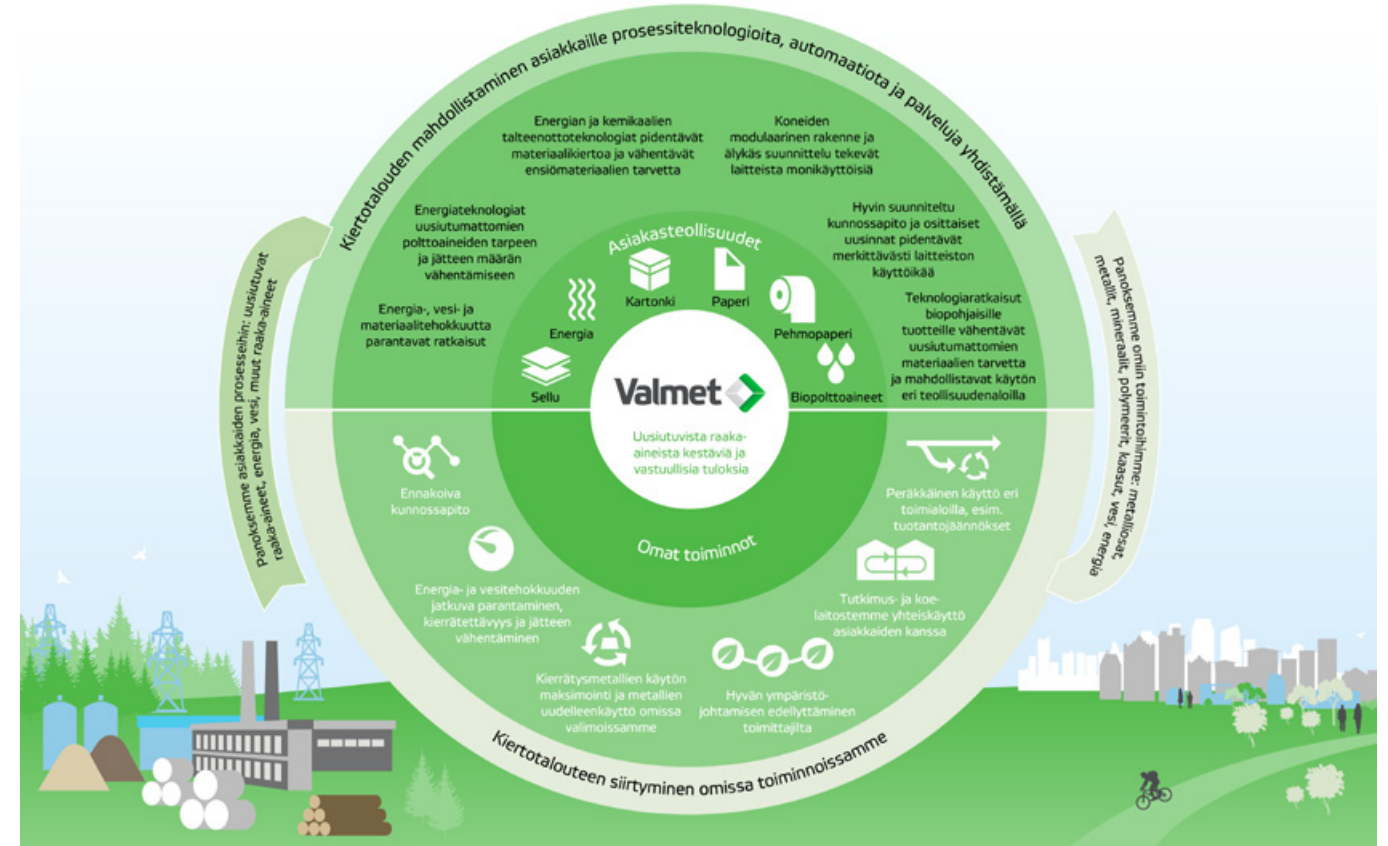 Kiertotalouden mahdollistaminen asiakkaille prosessiteknologioita, automaatiota ja palveluja yhdistämällä
Energian ja kemikaalien
talteenottoteknologiat pidentävät
materiaalikiertoa ja vähentävät
ensiömateriaalien tarvetta
Koneiden
modulaarinen rakenne ja
älykäs suunnittelu tekevät
laitteista monikäyttöisiä
Energiateknologiat
uusiutumattomien
polttoaineiden tarpeen
ja jätteen määrän
vähentämiseen
Hyvin suunniteltu
kunnossapito ja osittaiset
uusinnat pidentävät
merkittävästi laitteiston
käyttöikää
Energia-, vesi- ja
materiaalitehokkuutta
parantavat ratkaisut
Teknologiaratkaisut
biopohjaisille
tuotteille vähentävät
uusiutumattomien
materiaalien tarvetta
ja mahdollistavat käytön
eri teollisuudenaloilla
Asiakasteollisuudet
Sellu
Energia
Kartonki
Paperi
Pehmopaperi
Biopolttoaineet
Valmet
Uusiutuvista raaka-
aineista kestäviä ja
vastuullisia tuloksia
Omat toiminnot
Panoksemme asiakkaiden prosesseihin: uusiutuvat
raaka-aineet, energia, vesi, muut raaka-aineet
Panoksemme omiin toimintoihimme: metalliosat,
metallit, mineraalit, polymeerit, kaasut, vesi, energia
Ennakoiva
kunnossapito
Energia- ja vesitehokkuuden
jatkuva parantaminen,
kierrätettävyys ja jätteen
vähentäminen
Kierrätysmetallien käytön
maksimointi ja metallien
uudelleenkäyttö omissa
valimoissamme
Hyvän ympäristö-
johtamisen edellyttäminen
toimittajilta
Tutkimus- ja koe-
laitostemme yhteiskäyttö
asiakkaiden kanssa
Peräkkäinen käyttö eri
toimialoilla, esim.
tuotantojäännökset
Kiertotalouteen siirtyminen omissa toiminnoissamme